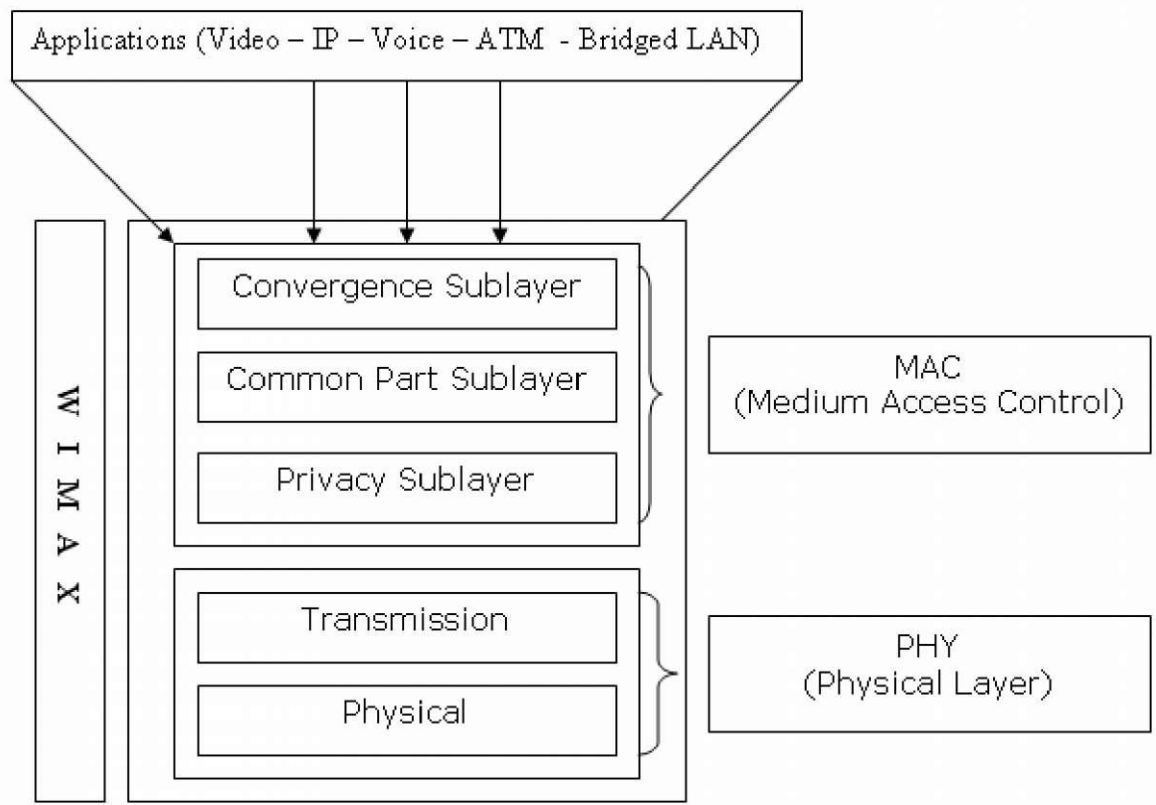 Applications (Video – IP – Voice – ATM - Bridged LAN)
WIMAX
Convergence Sublayer
Common Part Sublayer
Privacy Sublayer
MAC
(Medium Access Control)
Transmission
Physical
PHY
(Physical Layer)